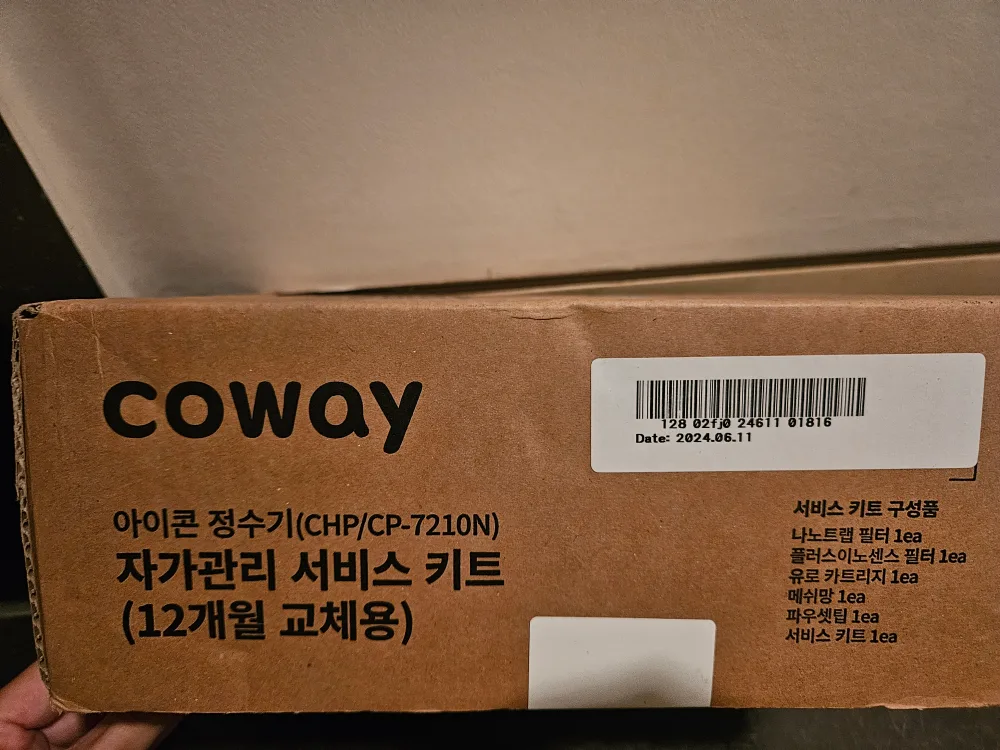 coway
아이콘 정수기(CHP/CP-7210N)
자가관리 서비스 키트
(12개월 교체용)
128 02fj0 24611 01816
Date: 2024.06.11
서비스 키트 구성품
나노트랩 필터 1ea
플러스이노센스 필터 1ea
유로 카트리지 1ea
메쉬망 1ea
파우셋팁 1ea
서비스 키트 1ea